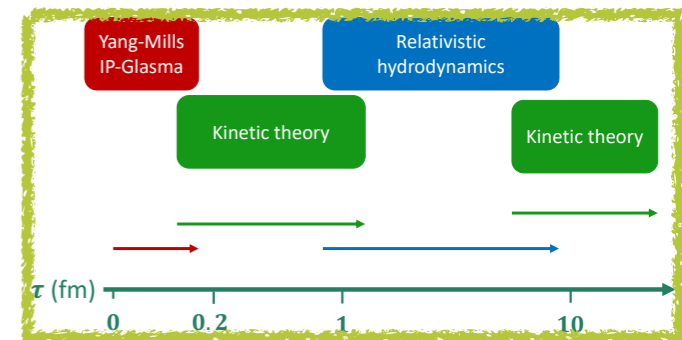 Yang-Mills
IP-Glasma
Relativistic
hydrodynamics
Kinetic theory
Kinetic theory
τ (fm)
0
0.2
1
10